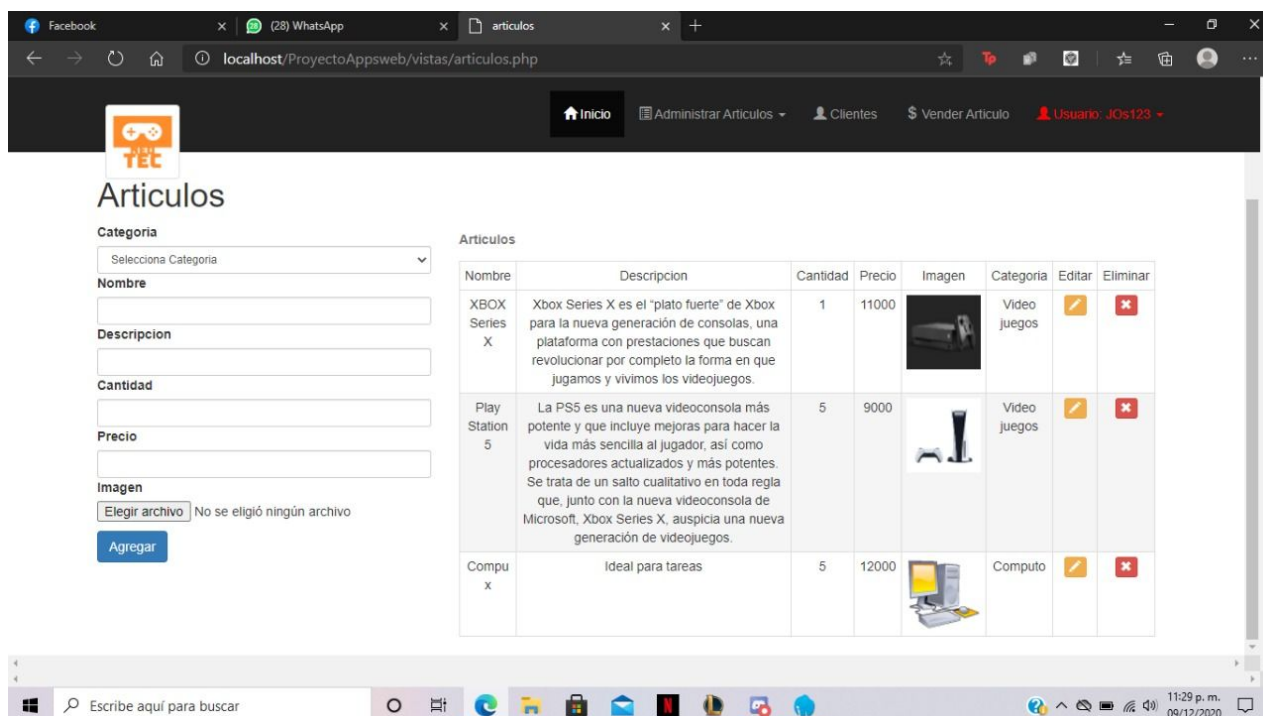 Facebook
(28) WhatsApp
articulos
localhost/ProyectoAppsweb/vistas/articulos.php
NEO
TEC
Inicio
Administrar Articulos
Clientes
$ Vender Articulo
Usuario: JOs123
Articulos
Categoria
Selecciona Categoria
Nombre
Descripcion
Cantidad
Precio
Imagen
Elegir archivo No se eligió ningún archivo
Agregar
Articulos
Nombre Descripcion Cantidad Precio Imagen Categoria Editar Eliminar
XBOX
Series
X
Xbox Series X es el “plato fuerte” de Xbox
para la nueva generación de consolas, una
plataforma con prestaciones que buscan
revolucionar por completo la forma en que
jugamos y vivimos los videojuegos.
1
11000
Video
juegos
Play
Station
5
La PS5 es una nueva videoconsola más
potente y que incluye mejoras para hacer la
vida más sencilla al jugador, así como
procesadores actualizados y más potentes.
Se trata de un salto cualitativo en toda regla
que, junto con la nueva videoconsola de
Microsoft, Xbox Series X, auspicia una nueva
generación de videojuegos.
5
9000
Video
juegos
Compu
x
Ideal para tareas
5
12000
Computo
Escribe aquí para buscar
11:29 p. m.
09/12/2020